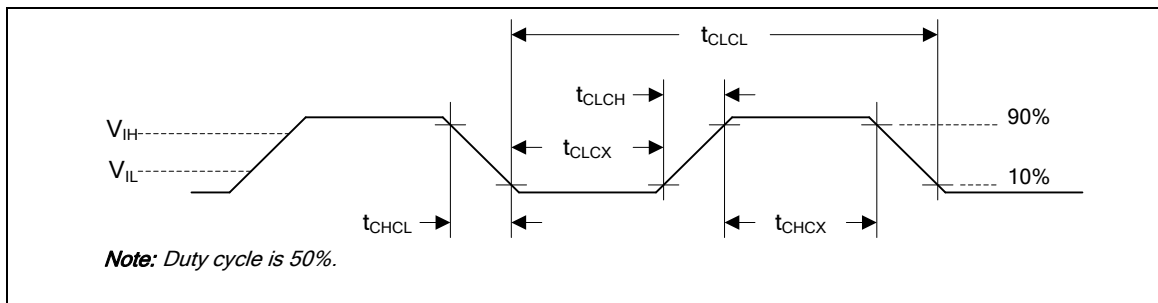 tCLCL
tCLCH
VIH
90%
tCLCX
VIL
10%
tCHCL
tCHCX
Note: Duty cycle is 50%.